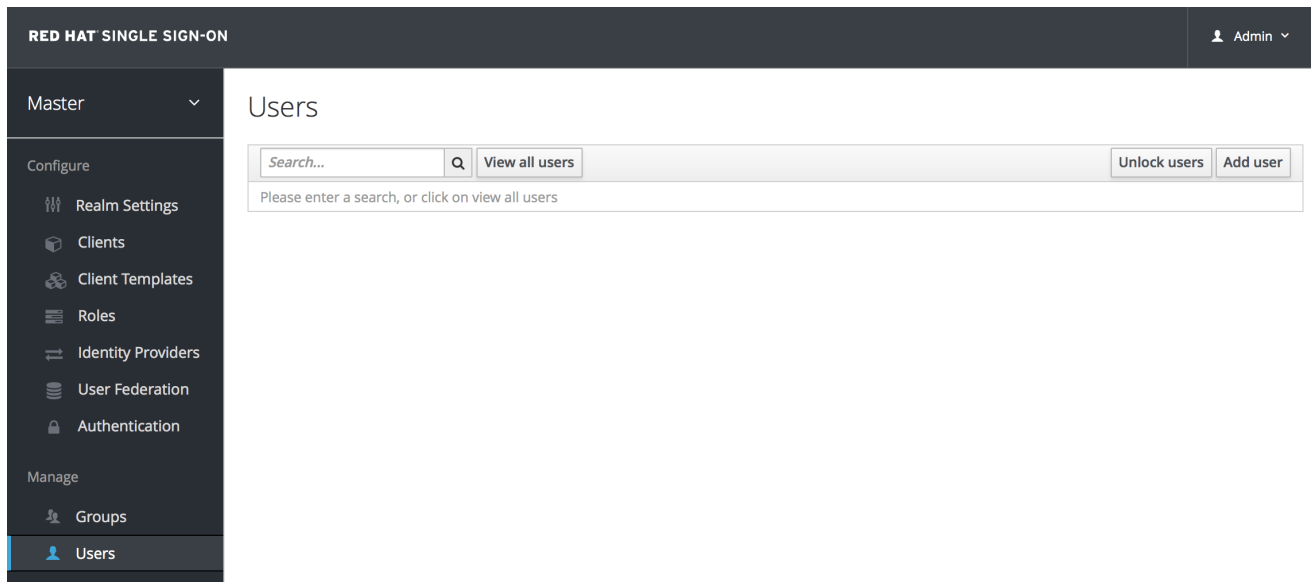 RED HAT® SINGLE SIGN-ON
Admin
Master
Users
Search...
View all users
Unlock users
Add user
Please enter a search, or click on view all users
Configure
Realm Settings
Clients
Client Templates
Roles
Identity Providers
User Federation
Authentication
Manage
Groups
Users